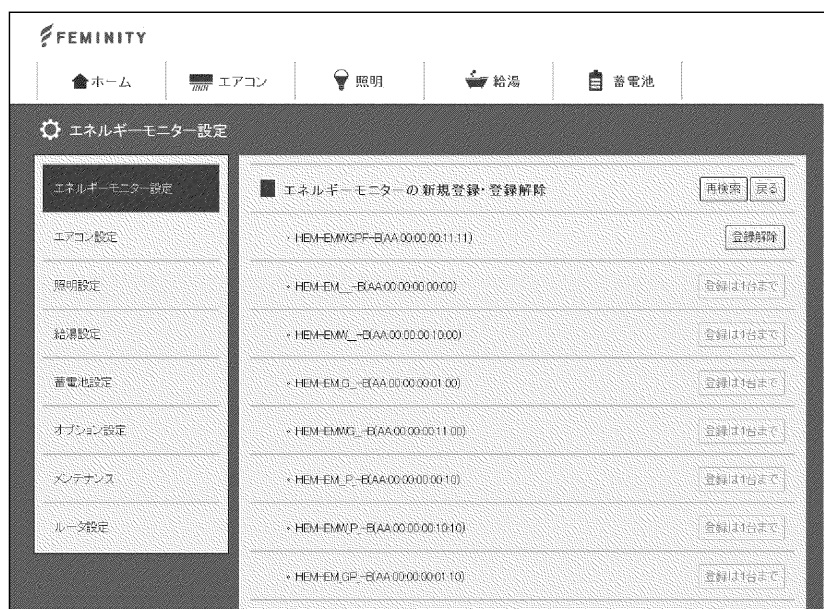 FEMINITY
ホーム
エアコン
照明
給湯
蓄電池
エネルギーモニター設定
エネルギーモニター設定
エアコン設定
照明設定
給湯設定
蓄電池設定
オプション設定
メンテナンス
ルータ設定
エネルギーモニターの新規登録・登録解除
再検索
戻る
・HEM-EMWGPF-B(AA:00:00:00:11:11)
登録解除
・HEM-EM__-B(AA:00:00:00:00:00)
登録は1台まで
・HEM-EMW__-B(AA:00:00:00:10:00)
登録は1台まで
・HEM-EM.G_-B(AA:00:00:00:01:00)
登録は1台まで
・HEM-EMWG_-B(AA:00:00:00:11:00)
登録は1台まで
・HEM-EM_P_-B(AA:00:00:00:00:10)
登録は1台まで
・HEM-EMW.P_-B(AA:00:00:00:10:10)
登録は1台まで
・HEM-EM.GP_-B(AA:00:00:00:01:10)
登録は1台まで